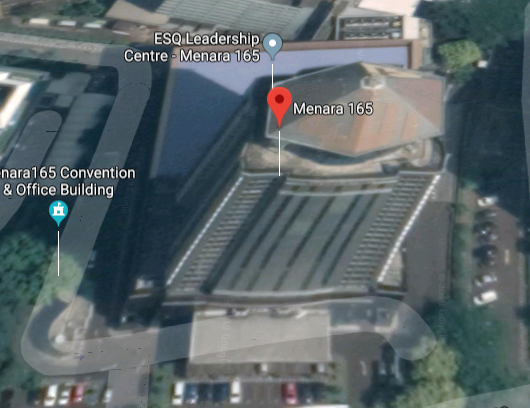 ESQ Leadership
Centre - Menara 165
Menara 165
enara165 Convention
& Office Building